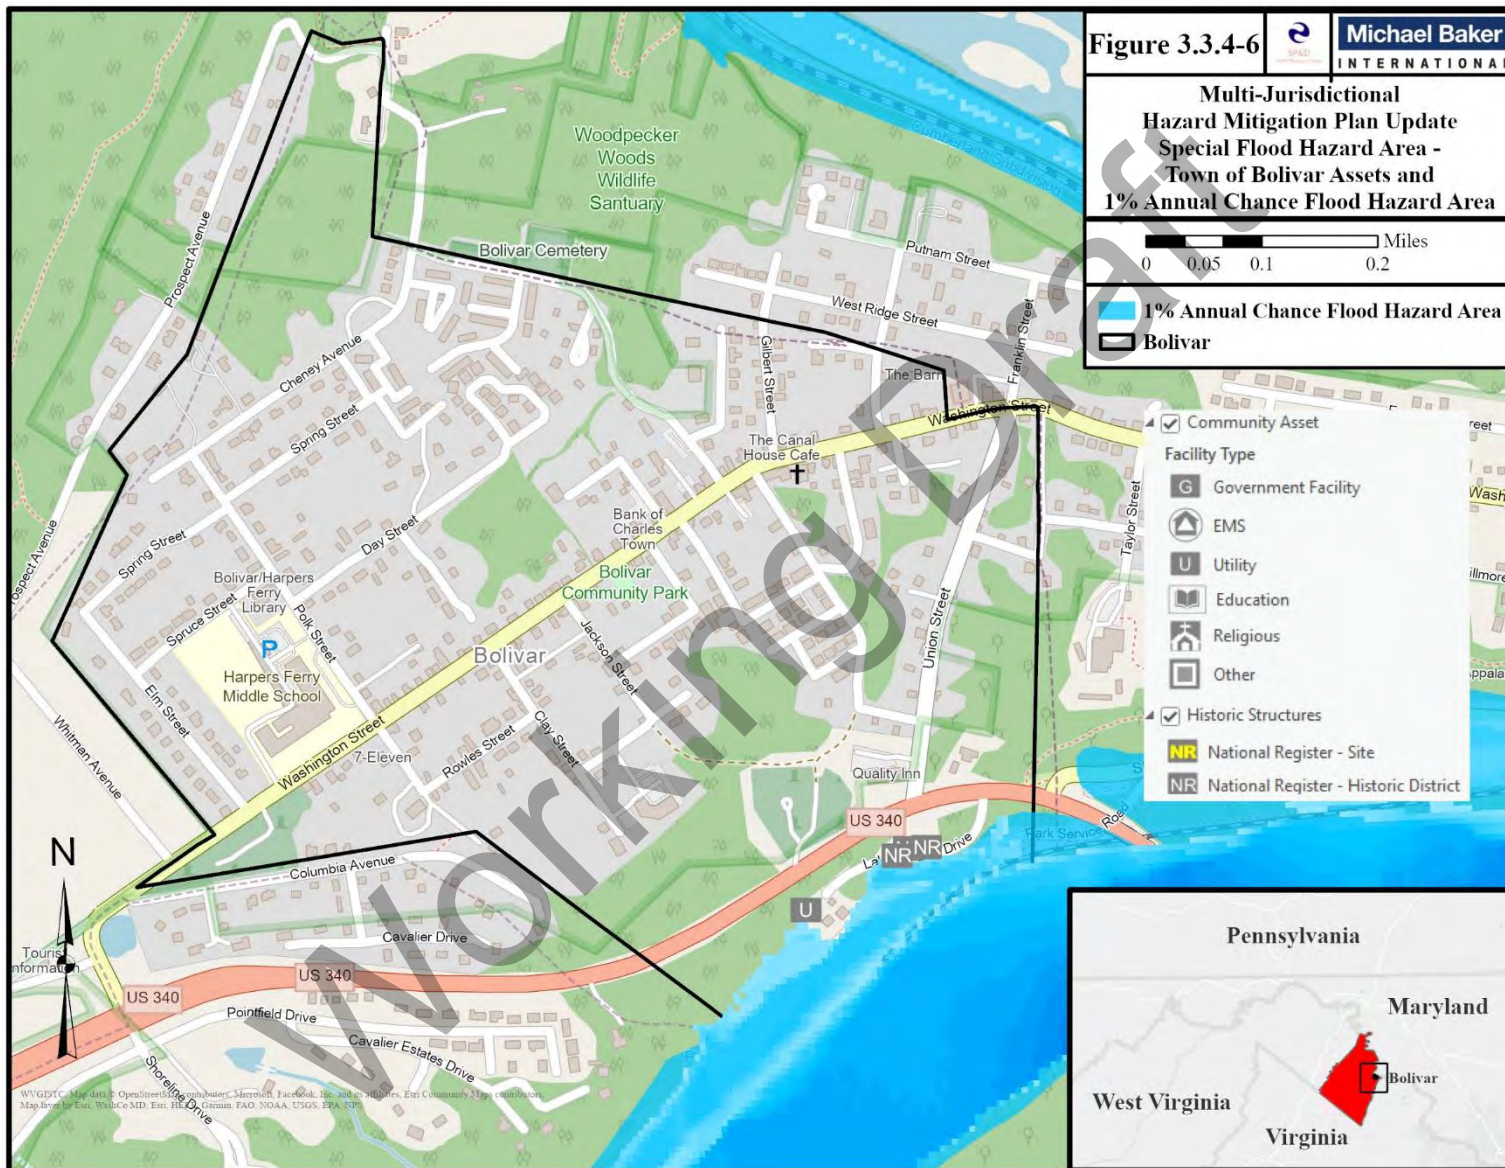 Figure 3.3.4-6
Michael Baker
INTERNATIONAL
Multi-Jurisdictional
Hazard Mitigation Plan Update
Special Flood Hazard Area -
Town of Bolivar Assets and
1% Annual Chance Flood Hazard Area
Miles
0 0.05 0.1 0.2
1% Annual Chance Flood Hazard Area
Bolivar
Community Asset
Facility Type
G Government Facility
EMS
U Utility
Education
Religious
Other
Historic Structures
NR National Register - Site
NR National Register - Historic District
Woodpecker
Woods
Wildlife
Santuary
Cumberland Subdivision
Bolivar Cemetery
Putnam Street
West Ridge Street
Franklin Street
Prospect Avenue
Gilbert Street
The Barn
Cheney Avenue
Washington Street
Spring Street
The Canal
House Cafe
Taylor Street
Bank of
Charles
Town
Day Street
Spring Street
Bolivar
Community Park
Bolivar/Harpers
Ferry
Library
Spruce Street
Polk Street
P
Union Street
Jackson Street
Bolivar
Harpers Ferry
Middle School
Elm Street
Whitman Avenue
Washington Street
Clay Street
Rowles Street
7-Eleven
Quality Inn
US 340
Park Service Road
Drive
NR
NR
Columbia Avenue
U
N
Cavalier Drive
US 340
US 340
Pointfield Drive
Cavalier Estates Drive
Shoreline Drive
Working Draft
Pennsylvania
Maryland
Bolivar
West Virginia
Virginia